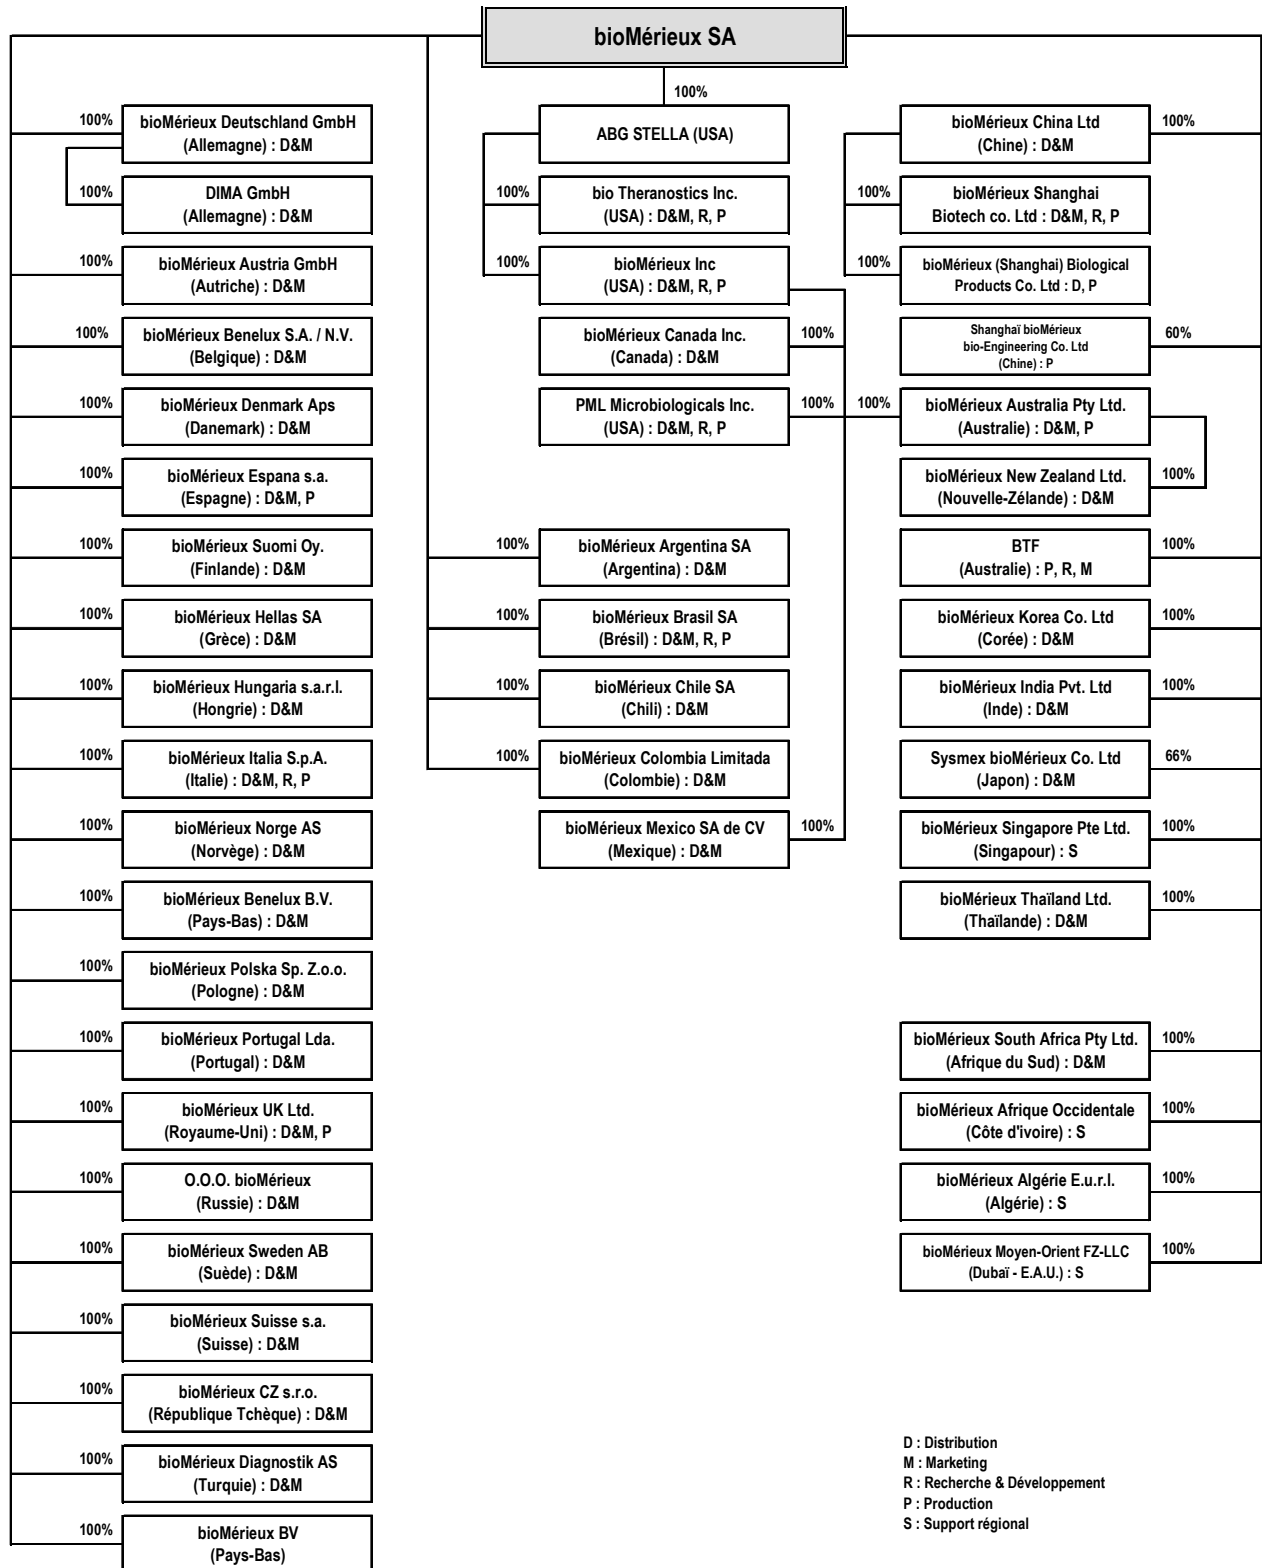 bioMérieux SA
100%
100%
bioMérieux Deutschland GmbH
(Allemagne) : D&M
100%
DIMA GmbH
(Allemagne) : D&M
100%
bioMérieux Austria GmbH
(Autriche) : D&M
100%
bioMérieux Benelux S.A. / N.V.
(Belgique) : D&M
100%
bioMérieux Denmark Aps
(Danemark) : D&M
100%
bioMérieux Espana s.a.
(Espagne) : D&M, P
100%
bioMérieux Suomi Oy.
(Finlande) : D&M
100%
bioMérieux Hellas SA
(Grèce) : D&M
100%
bioMérieux Hungaria s.a.r.l.
(Hongrie) : D&M
100%
bioMérieux Italia S.p.A.
(Italie) : D&M, R, P
100%
bioMérieux Norge AS
(Norvège) : D&M
100%
bioMérieux Benelux B.V.
(Pays-Bas) : D&M
100%
bioMérieux Polska Sp. Z.o.o.
(Pologne) : D&M
100%
bioMérieux Portugal Lda.
(Portugal) : D&M
100%
bioMérieux UK Ltd.
(Royaume-Uni) : D&M, P
100%
O.O.O. bioMérieux
(Russie) : D&M
100%
bioMérieux Sweden AB
(Suède) : D&M
100%
bioMérieux Suisse s.a.
(Suisse) : D&M
100%
bioMérieux CZ s.r.o.
(République Tchèque) : D&M
100%
bioMérieux Diagnostik AS
(Turquie) : D&M
100%
bioMérieux BV
(Pays-Bas)
ABG STELLA (USA)
100%
bio Theranostics Inc.
(USA) : D&M, R, P
100%
bioMérieux Inc
(USA) : D&M, R, P
bioMérieux Canada Inc.
(Canada) : D&M
100%
PML Microbiologicals Inc.
(USA) : D&M, R, P
100%
100%
bioMérieux Argentina SA
(Argentina) : D&M
100%
bioMérieux Brasil SA
(Brésil) : D&M, R, P
100%
bioMérieux Chile SA
(Chili) : D&M
100%
bioMérieux Colombia Limitada
(Colombie) : D&M
bioMérieux Mexico SA de CV
(Mexique) : D&M
100%
bioMérieux China Ltd
(Chine) : D&M
100%
100%
bioMérieux Shanghai
Biotech co. Ltd : D&M, R, P
100%
bioMérieux (Shanghai) Biological
Products Co. Ltd : D, P
Shanghaï bioMérieux
bio-Engineering Co. Ltd
(Chine) : P
60%
100%
bioMérieux Australia Pty Ltd.
(Australie) : D&M, P
bioMérieux New Zealand Ltd.
(Nouvelle-Zélande) : D&M
100%
BTF
(Australie) : P, R, M
100%
bioMérieux Korea Co. Ltd
(Corée) : D&M
100%
bioMérieux India Pvt. Ltd
(Inde) : D&M
100%
Sysmex bioMérieux Co. Ltd
(Japon) : D&M
66%
bioMérieux Singapore Pte Ltd.
(Singapour) : S
100%
bioMérieux Thaïland Ltd.
(Thaïlande) : D&M
100%
bioMérieux South Africa Pty Ltd.
(Afrique du Sud) : D&M
100%
bioMérieux Afrique Occidentale
(Côte d'ivoire) : S
100%
bioMérieux Algérie E.u.r.l.
(Algérie) : S
100%
bioMérieux Moyen-Orient FZ-LLC
(Dubaï - E.A.U.) : S
100%
D : Distribution
M : Marketing
R : Recherche & Développement
P : Production
S : Support régional